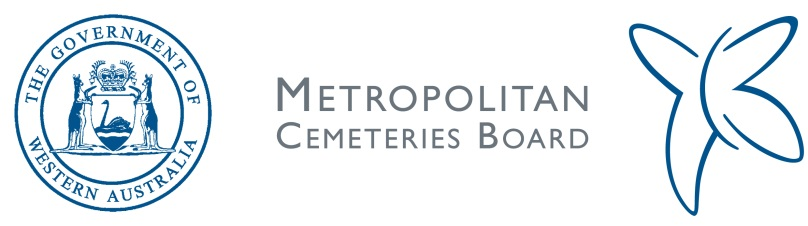 THE GOVERNMENT OF
WESTERN AUSTRALIA
METROPOLITAN
CEMETERIES BOARD